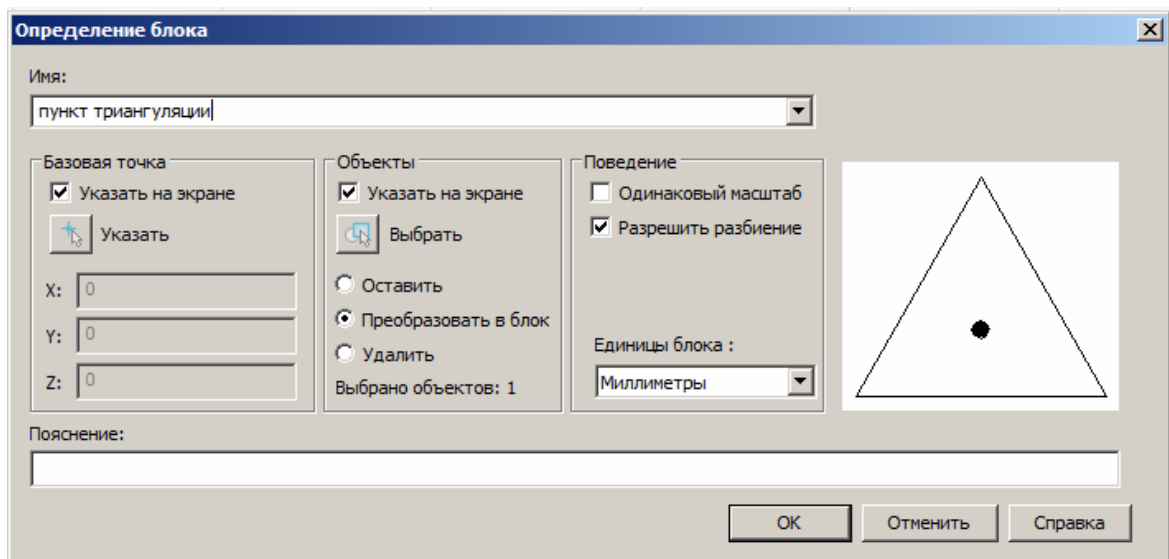 Определение блока
Имя:
пункт триангуляции
Базовая точка
Указать на экране
Указать
X: 0
Y: 0
Z: 0
Объекты
Указать на экране
Выбрать
Оставить
Преобразовать в блок
Удалить
Выбрано объектов: 1
Поведение
Одинаковый масштаб
Разрешить разбиение
Единицы блока :
Миллиметры
Пояснение:
OK
Отменить
Справка